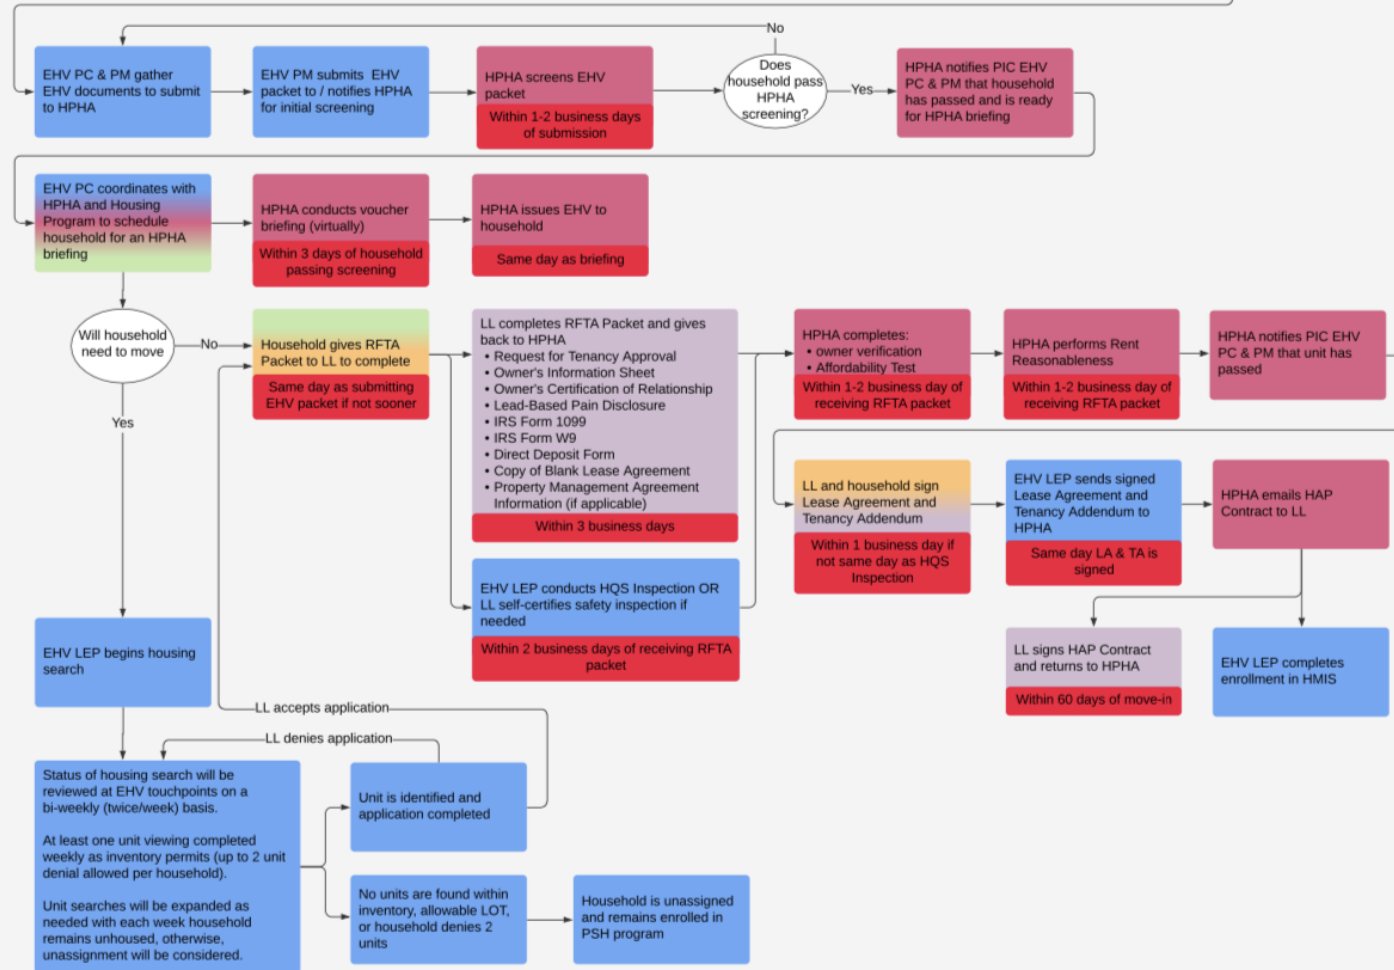 No
EHV PC & PM gather
EHV documents to submit
to HPHA
EHV PM submits  EHV
packet to / notifies HPHA
for initial screening
HPHA screens EHV
packet
Within 1-2 business days
of submission
Does
household pass
HPHA
screening?
Yes
HPHA notifies PIC EHV
PC & PM that household
has passed and is ready
for HPHA briefing
EHV PC coordinates with
HPHA and Housing
Program to schedule
household for an HPHA
briefing
HPHA conducts voucher
briefing (virtually)
Within 3 days of household
passing screening
HPHA issues EHV to
household
Same day as briefing
Will household
need to move
No
Household gives RFTA
Packet to LL to complete
Same day as submitting
EHV packet if not sooner
LL completes RFTA Packet and gives
back to HPHA
• Request for Tenancy Approval
• Owner's Information Sheet
• Owner's Certification of Relationship
• Lead-Based Pain Disclosure
• IRS Form 1099
• IRS Form W9
• Direct Deposit Form
• Copy of Blank Lease Agreement
• Property Management Agreement
Information (if applicable)
Within 3 business days
HPHA completes:
• owner verification
• Affordability Test
Within 1-2 business day of
receiving RFTA packet
HPHA performs Rent
Reasonableness
Within 1-2 business day of
receiving RFTA packet
HPHA notifies PIC EHV
PC & PM that unit has
passed
Yes
LL and household sign
Lease Agreement and
Tenancy Addendum
Within 1 business day if
not same day as HQS
Inspection
EHV LEP sends signed
Lease Agreement and
Tenancy Addendum to
HPHA
Same day LA & TA is
signed
HPHA emails HAP
Contract to LL
EHV LEP conducts HQS Inspection OR
LL self-certifies safety inspection if
needed
Within 2 business days of receiving RFTA
packet
LL signs HAP Contract
and returns to HPHA
Within 60 days of move-in
EHV LEP completes
enrollment in HMIS
EHV LEP begins housing
search
LL accepts application
LL denies application
Status of housing search will be
reviewed at EHV touchpoints on a
bi-weekly (twice/week) basis.
At least one unit viewing completed
weekly as inventory permits (up to 2 unit
denial allowed per household).
Unit searches will be expanded as
needed with each week household
remains unhoused, otherwise,
unassignment will be considered.
Unit is identified and
application completed
No units are found within
inventory, allowable LOT,
or household denies 2
units
Household is unassigned
and remains enrolled in
PSH program